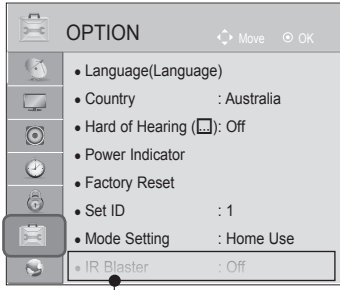 OPTION
Move OK
• Language(Language)
• Country : Australia
• Hard of Hearing (...): Off
• Power Indicator
• Factory Reset
• Set ID : 1
• Mode Setting : Home Use
• IR Blaster : Off